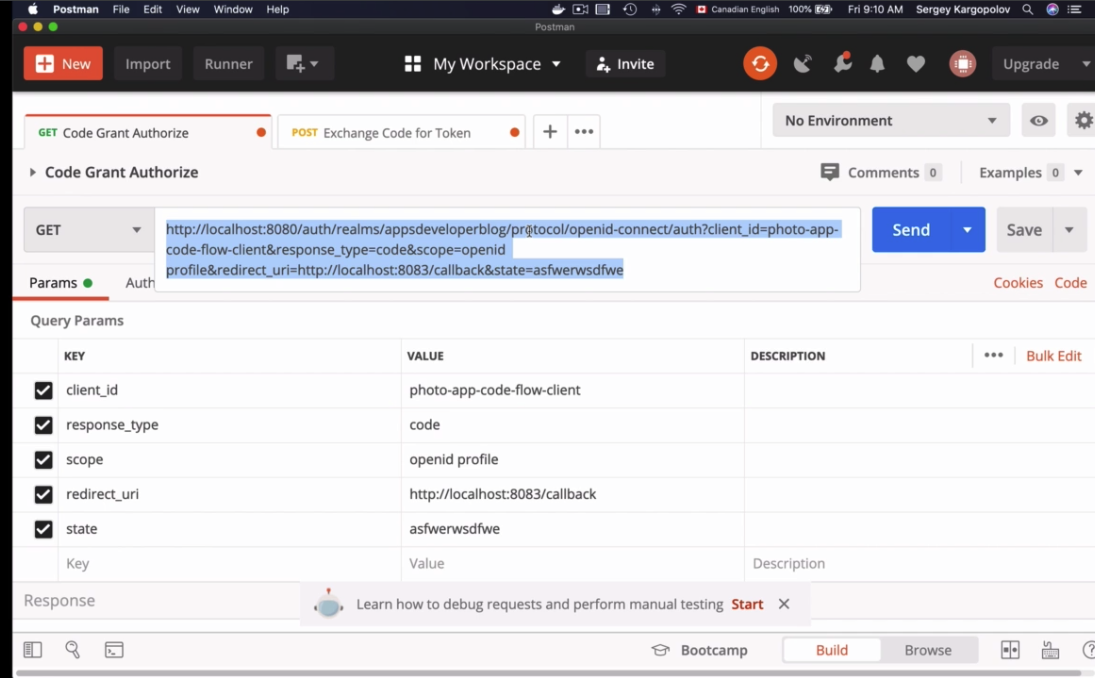 Postman File Edit View Window Help Canadian English 100% Fri 9:10 AM Sergey Kargopolov
Postman
New Import Runner My Workspace Invite Upgrade
GET Code Grant Authorize POST Exchange Code for Token No Environment
Code Grant Authorize Comments 0 Examples 0
GET http://localhost:8080/auth/realms/appsdeveloperblog/protocol/openid-connect/auth?client_id=photo-app- Send Save
code-flow-client&response_type=code&scope=openid
profile&redirect_uri=http://localhost:8083/callback&state=asfwerwsdfwe
Params Auth Cookies Code
Query Params
KEY VALUE DESCRIPTION Bulk Edit
client_id photo-app-code-flow-client
response_type code
scope openid profile
redirect_uri http://localhost:8083/callback
state asfwerwsdfwe
Key Value Description
Response
Learn how to debug requests and perform manual testing Start
Bootcamp Build Browse